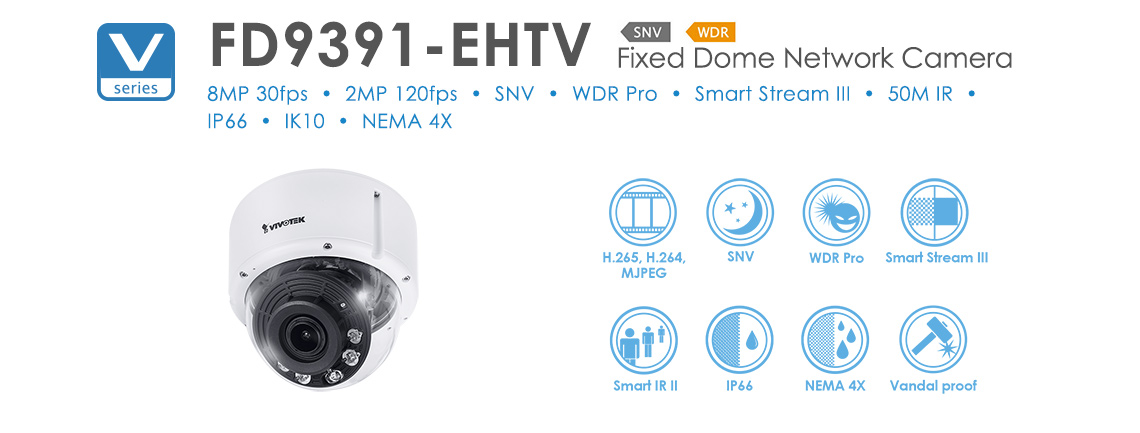 V
series
FD9391-EHTV
SNV
WDR
Fixed Dome Network Camera
8MP 30fps • 2MP 120fps • SNV • WDR Pro • Smart Stream III • 50M IR •
IP66 • IK10 • NEMA 4X
VIVOTEK
H.265, H.264,
MJPEG
SNV
WDR Pro
Smart Stream III
Smart IR II
IP66
NEMA 4X
Vandal proof